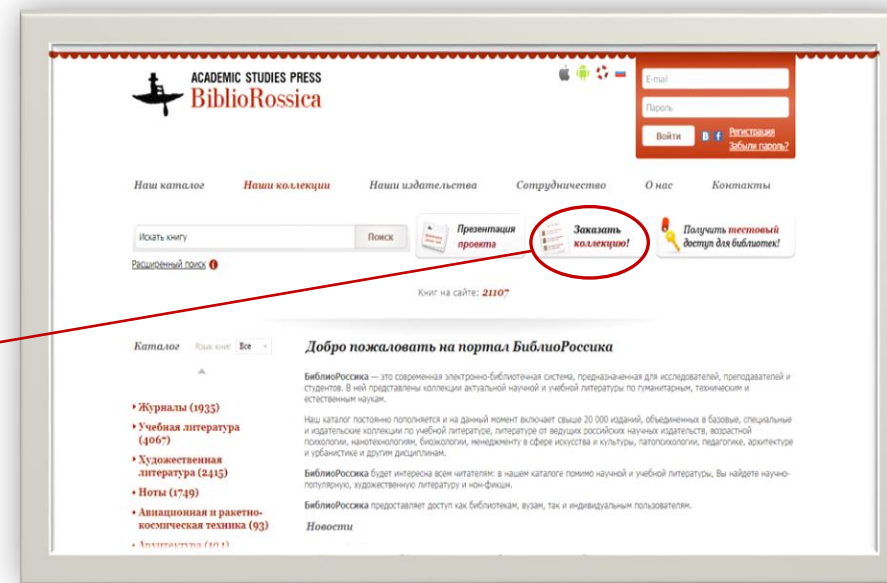 ACADEMIC STUDIES PRESS
BiblioRossica
E-mail
Пароль
Войти
В f
Регистрация
Забыли пароль?
Наш каталог Наши коллекции Наши издательства Сотрудничество О нас Контакты
Искать книгу
Поиск
Презентация
проекта
Заказать
коллекцию!
Получить тестовый
доступ для библиотек!
Расширенный поиск
Книг на сайте: 21107
Каталог Язык книг Все
Добро пожаловать на портал БиблиоРоссика
БиблиоРоссика — это современная электронно-библиотечная система, предназначенная для исследователей, преподавателей и
студентов. В ней представлены коллекции актуальной научной и учебной литературы по гуманитарным, техническим и
естественным наукам.
Наш каталог постоянно пополняется и на данный момент включает свыше 20 000 изданий, объединенных в базовые, специальные
и издательские коллекции по учебной литературе, литературе от ведущих российских научных издательств, возрастной
психологии, нанотехнологиям, биоэкологии, менеджменту в сфере искусства и культуры, патопсихологии, педагогике, архитектуре
и урбанистике и другим дисциплинам.
БиблиоРоссика будет интересна всем читателям: в нашем каталоге помимо научной и учебной литературы, Вы найдете научно-
популярную, художественную литературу и нон-фикшн.
БиблиоРоссика предоставляет доступ как библиотекам, вузам, так и индивидуальным пользователям.
Новости
Журналы (1935)
Учебная литература
(4067)
Художественная
литература (2415)
Ноты (1749)
Авиационная и ракетно-
космическая техника (93)